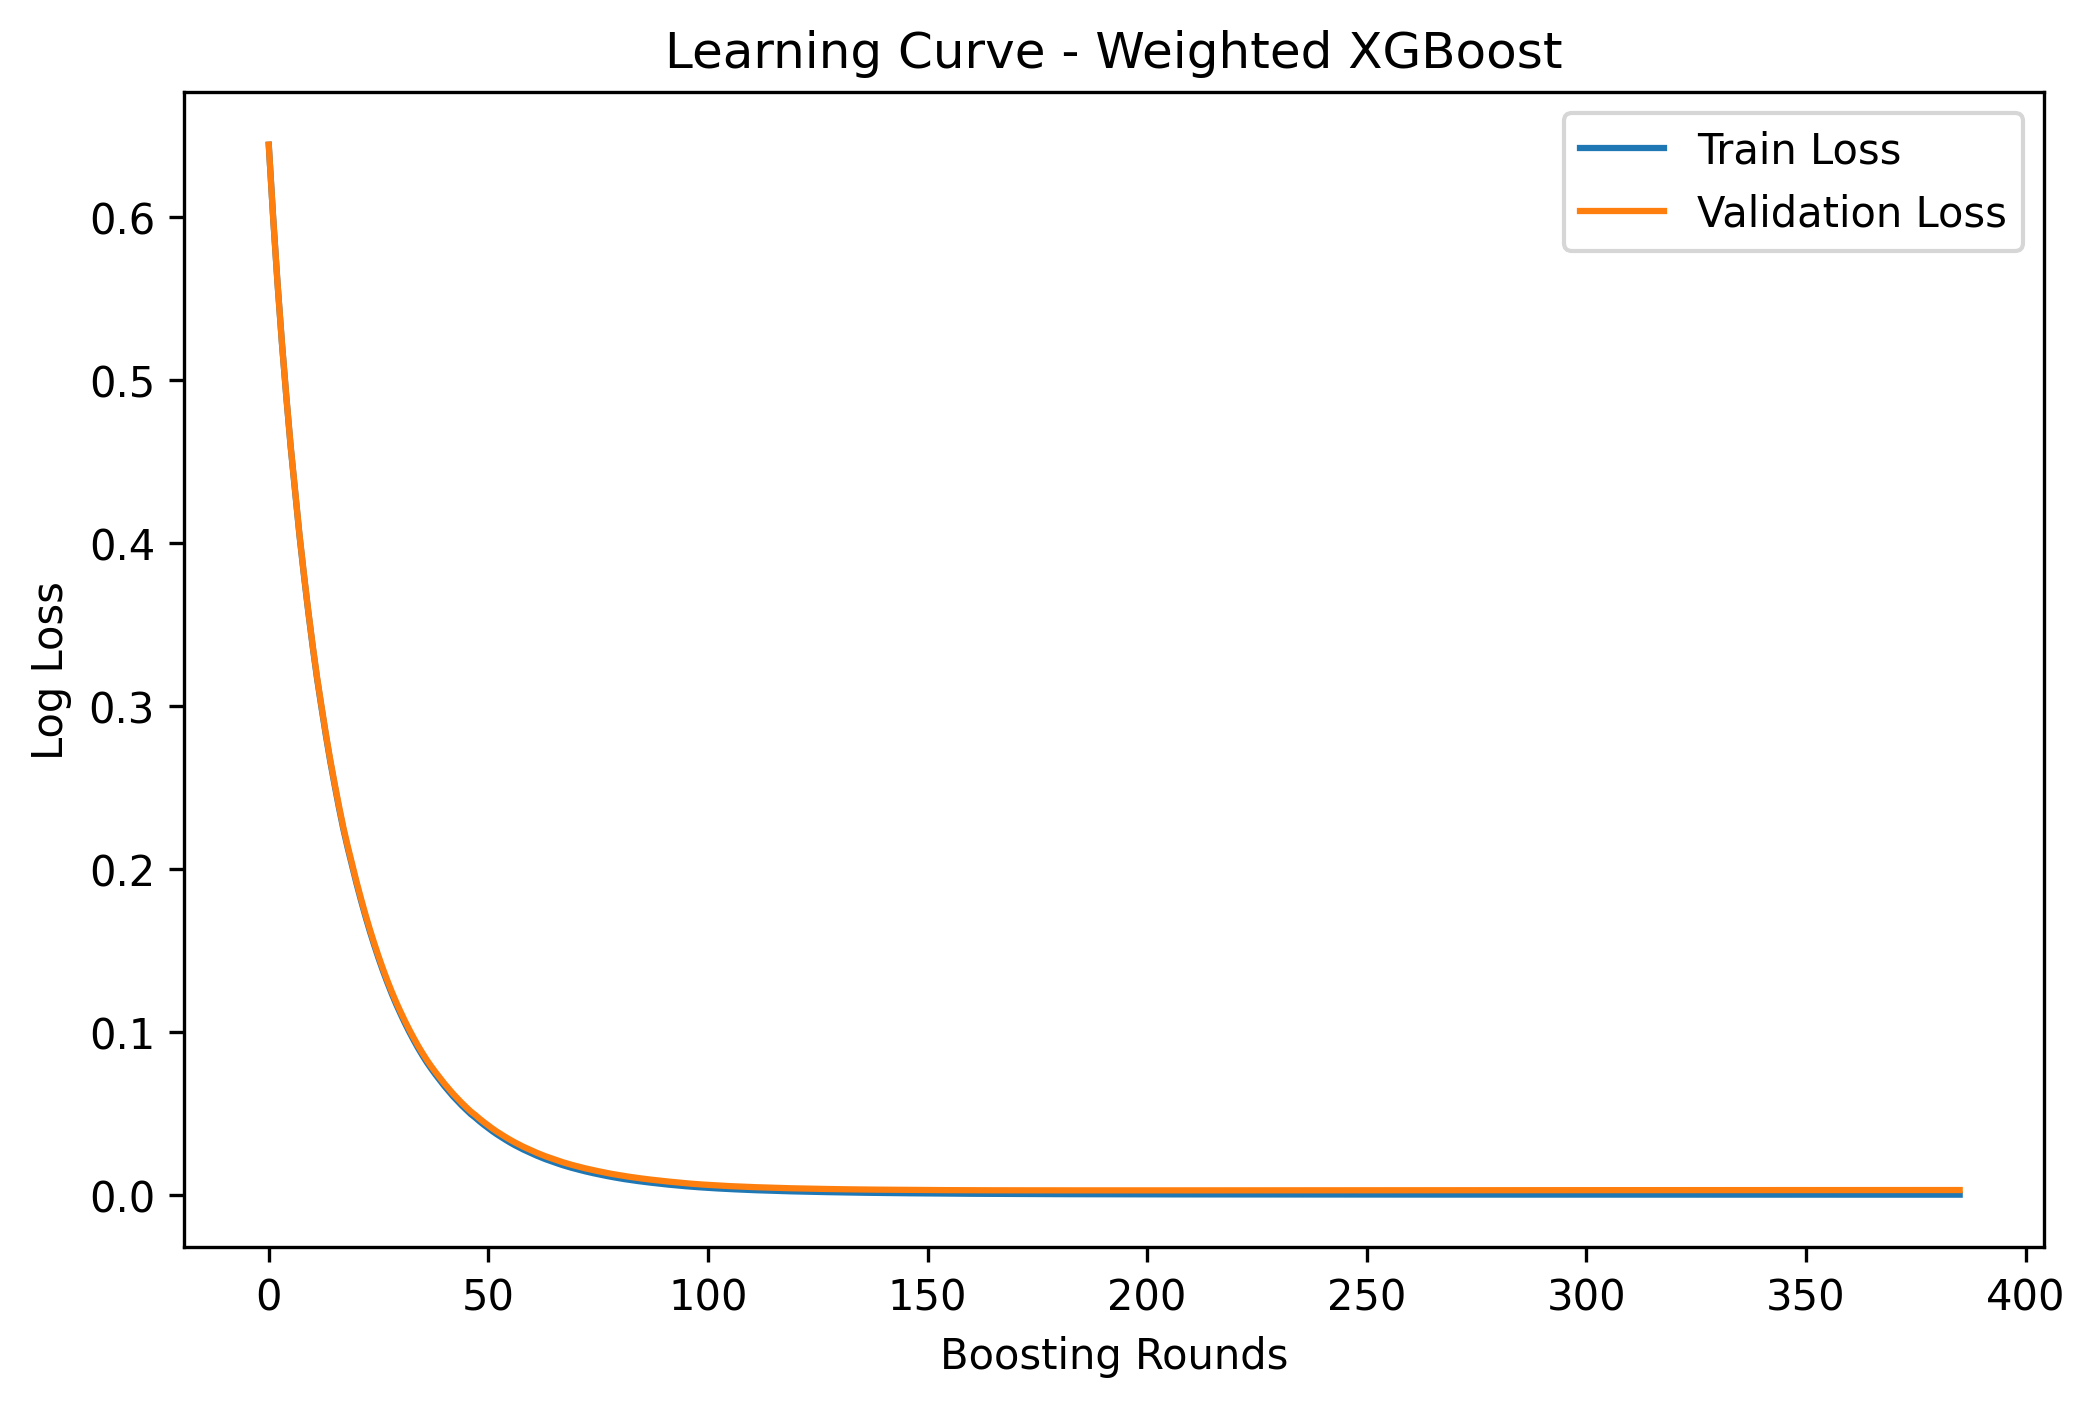 Learning Curve - Weighted XGBoost
Train Loss
Validation Loss
Log Loss
0.6
0.5
0.4
0.3
0.2
0.1
0.0
0 50 100 150 200 250 300 350 400
Boosting Rounds